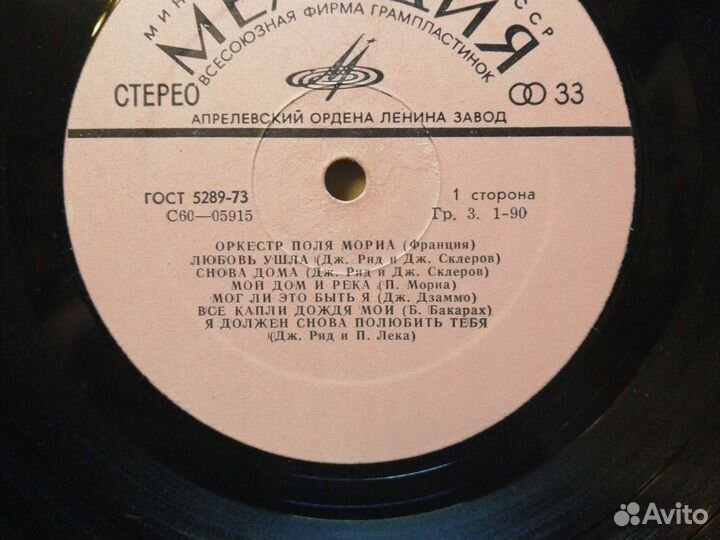 МЕЛОДИЯ
ВСЕСОЮЗНАЯ ФИРМА ГРАМПЛАСТИНОК
СТЕРЕО
33
АПРЕЛЕВСКИЙ ОРДЕНА ЛЕНИНА ЗАВОД
ГОСТ 5289-73
1 сторона
С60—05915
Гр. 3. 1-90
ОРКЕСТР ПОЛЯ МОРИА (Франция)
ЛЮБОВЬ УШЛА (Дж. Рид и Дж. Склеров)
СНОВА ДОМА (Дж. Рид и Дж. Склеров)
МОЙ ДОМ И РЕКА (П. Мориа)
МОГ ЛИ ЭТО БЫТЬ Я (Дж. Дзаммо)
ВСЕ КАПЛИ ДОЖДЯ МОИ (Б. Бакарах)
Я ДОЛЖЕН СНОВА ПОЛЮБИТЬ ТЕБЯ
(Дж. Рид и П. Лека)
Avito